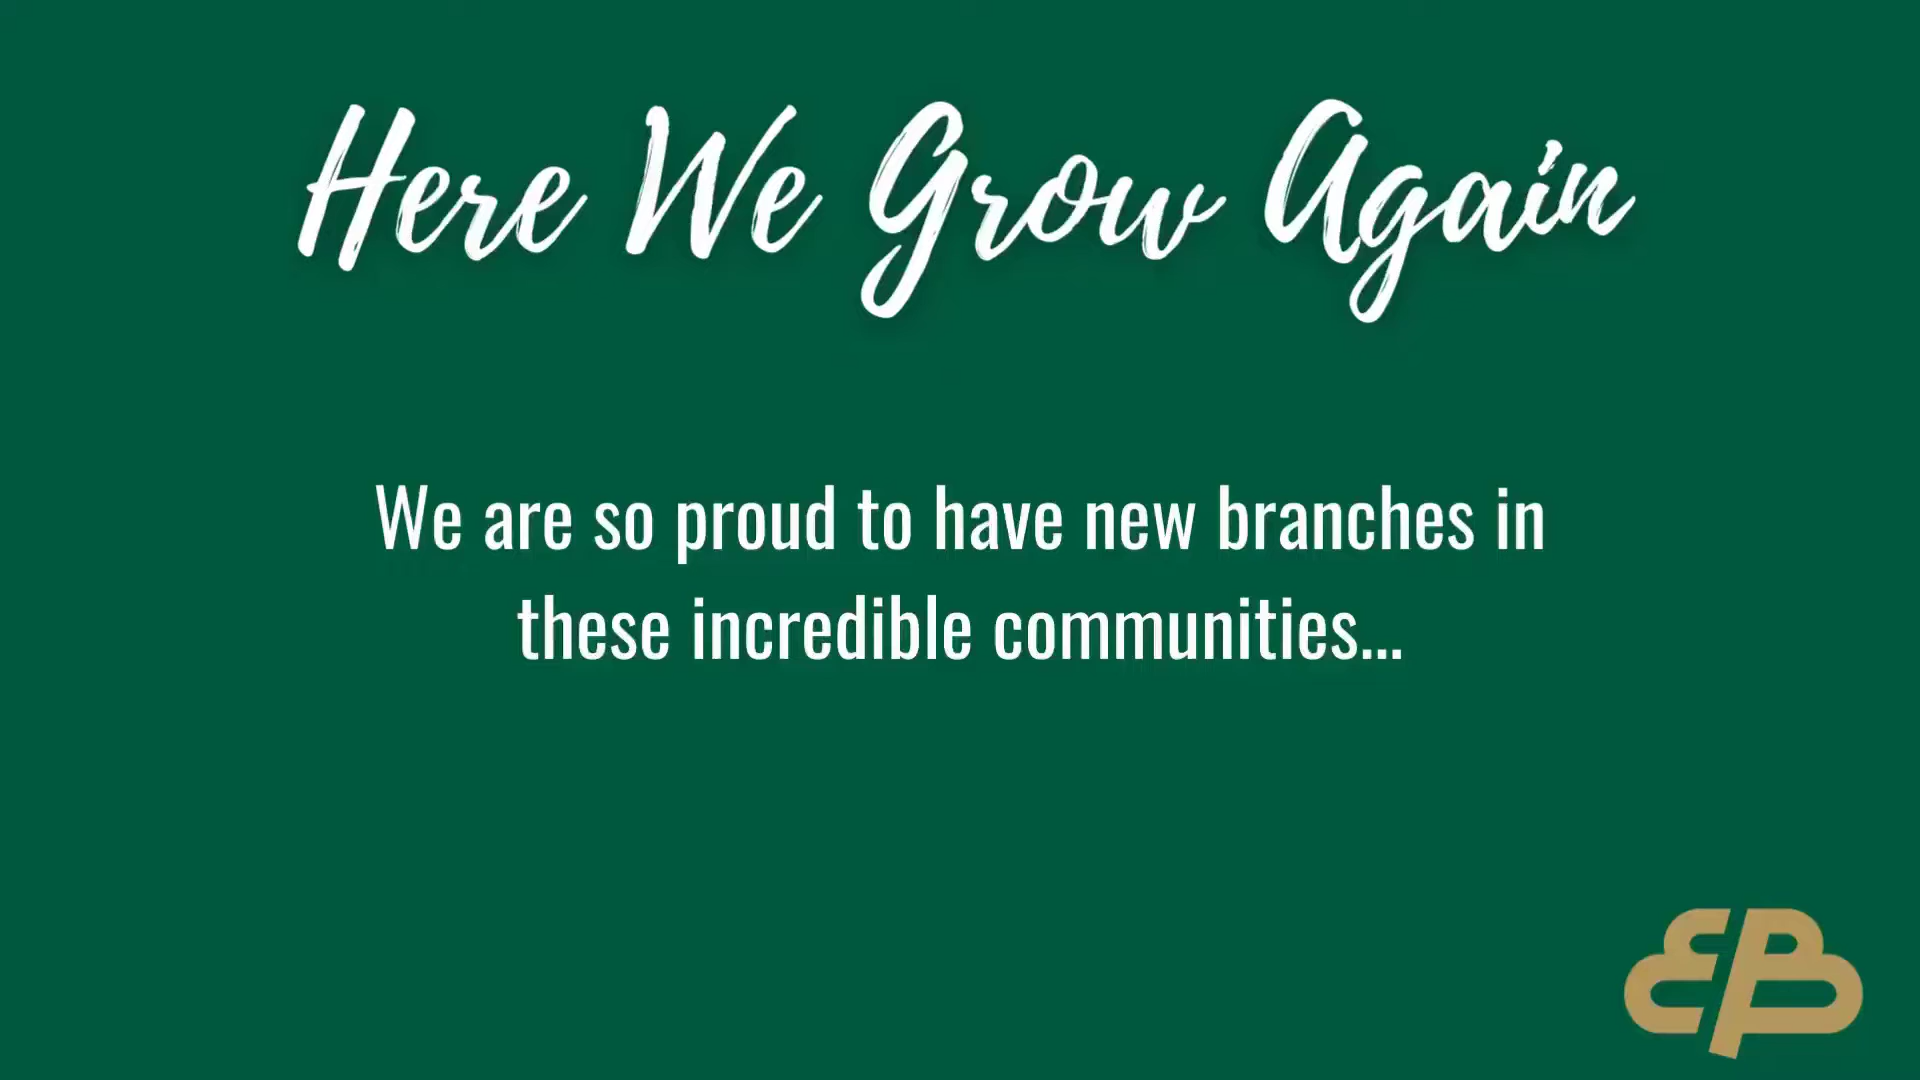 Here We Grow Again
We are so proud to have new branches in
these incredible communities...